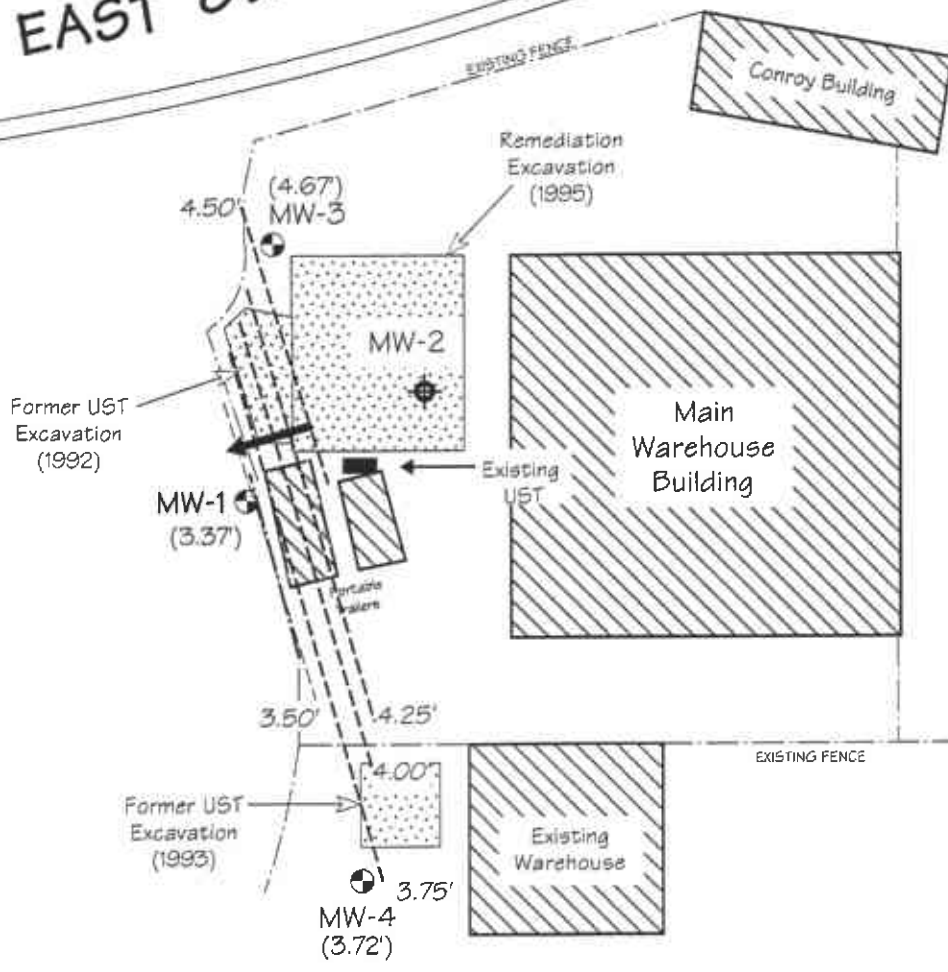 EAST
EXISTING FENCE
Conroy Building
Remediation
Excavation
(1995)
(4.67')
4.50'
MW-3
MW-2
Former UST
Excavation
(1992)
Main
Warehouse
Building
Existing
UST
MW-1
(3.37')
Portable
Trailers
3.50'
4.25'
EXISTING FENCE
4.00'
Former UST
Excavation
(1993)
Existing
Warehouse
3.75'
MW-4
(3.72')